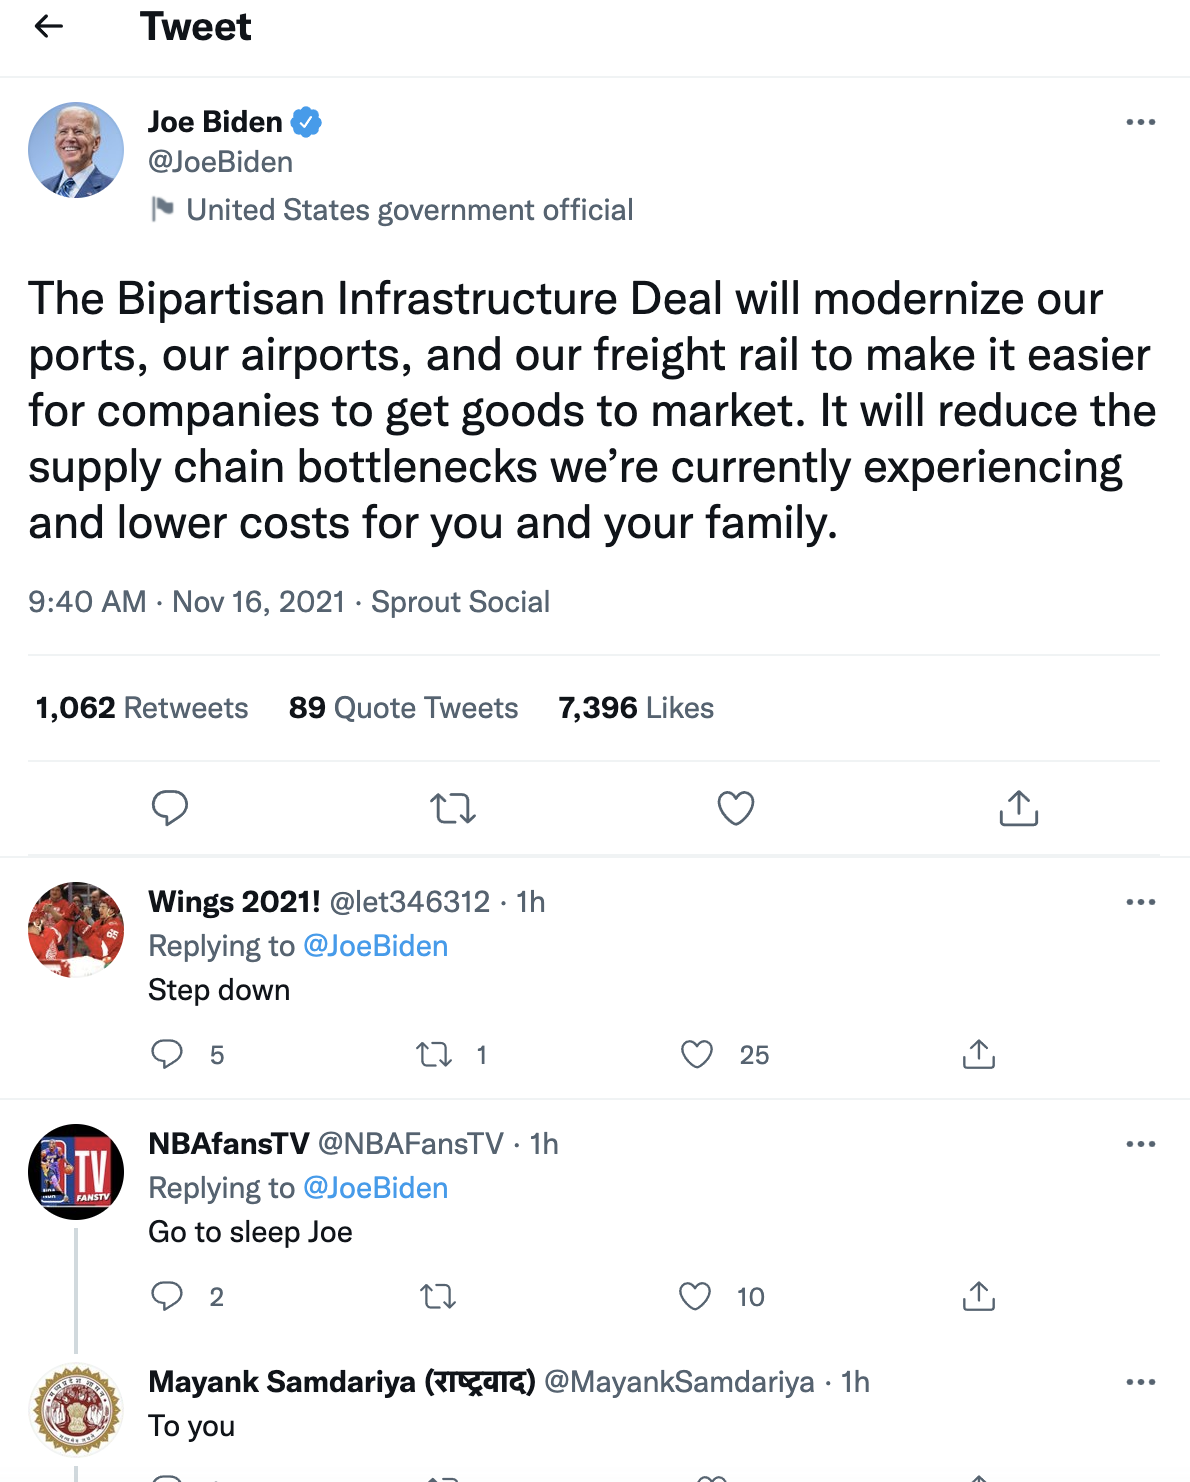 Tweet
Joe Biden
@JoeBiden
United States government official
The Bipartisan Infrastructure Deal will modernize our
ports, our airports, and our freight rail to make it easier
for companies to get goods to market. It will reduce the
supply chain bottlenecks we’re currently experiencing
and lower costs for you and your family.
9:40 AM · Nov 16, 2021 · Sprout Social
1,062 Retweets 89 Quote Tweets 7,396 Likes
Wings 2021! @let346312 · 1h
Replying to @JoeBiden
Step down
5 1 25
NBAfansTV @NBAFansTV · 1h
Replying to @JoeBiden
Go to sleep Joe
2 10
TV
FANSTV
Mayank Samdariya (राष्ट्रवाद) @MayankSamdariya · 1h
To you